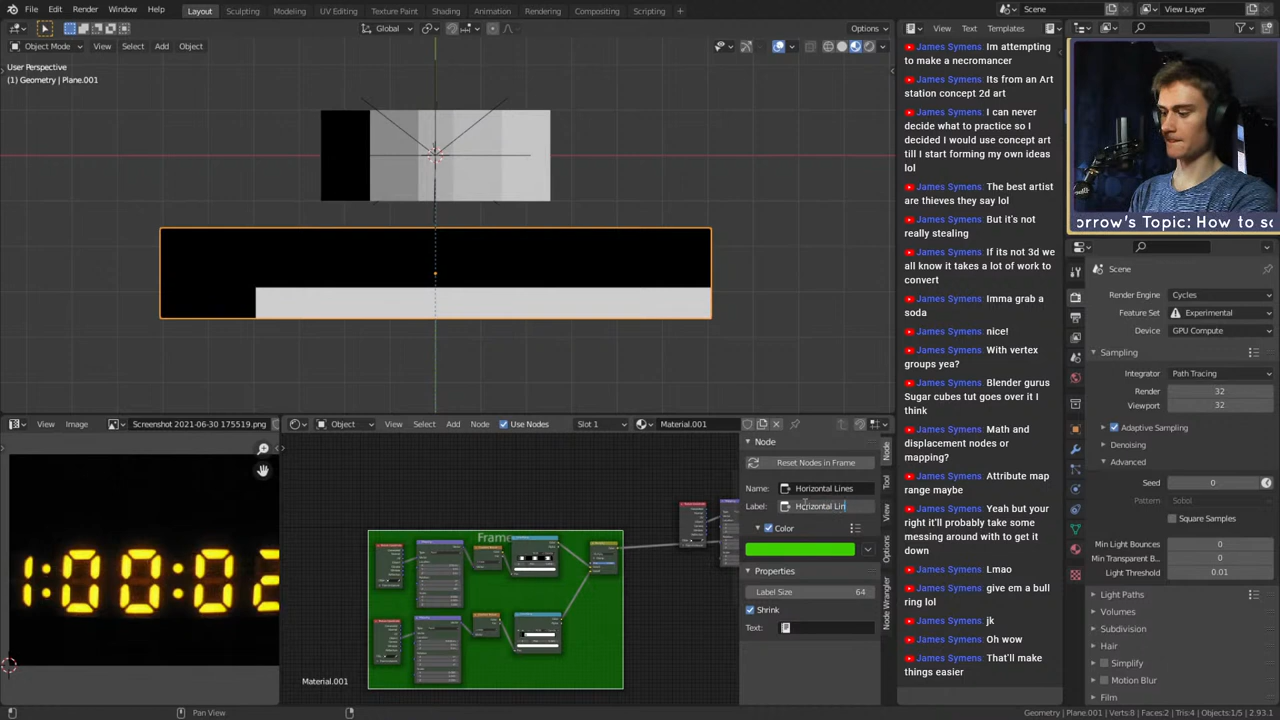 File Edit Render Window Help Layout Sculpting Modeling UV Editing Texture Paint Shading Animation Rendering Compositing Scripting + Scene View Layer
Global Options View Text Templates
Object Mode View Select Add Object
User Perspective
(1) Geometry | Plane.001
James Symens: Im attempting
to make a necromancer
James Symens: Its from an Art
station concept 2d art
James Symens: I can never
decide what to practice so I
decided I would use concept art
till I start forming my own ideas
lol
James Symens: The best artist
are thieves they say lol
James Symens: But it's not
really stealing
James Symens: If its not 3d we
all know it takes a lot of work to
convert
James Symens: Imma grab a
soda
James Symens: nice!
James Symens: With vertex
groups yea?
James Symens: Blender gurus
Sugar cubes tut goes over it I
think
James Symens: Math and
displacement nodes or
mapping?
James Symens: Attribute map
range maybe
James Symens: Yeah but your
right it'll probably take some
messing around with to get it
down
James Symens: Lmao
James Symens: give em a bull
ring lol
James Symens: jk
James Symens: Oh wow
James Symens: That'll make
things easier
orrow's Topic: How to sc
Scene
Render Engine Cycles
Feature Set Experimental
Device GPU Compute
Sampling
Integrator Path Tracing
Render 32
Viewport 32
Adaptive Sampling
Denoising
Advanced
Seed 0
Pattern Sobol
Square Samples
Min Light Bounces 0
Min Transparent B 0
Light Threshold 0.01
Light Paths
Volumes
Subdivision
Hair
Simplify
Motion Blur
Film
View Image Screenshot 2021-06-30 175519.png
:00:02
Object View Select Add Node Use Nodes Slot 1 Material.001
Frame
Material.001
Node
Reset Nodes in Frame
Name: Horizontal Lines
Label: Horizontal Lin
Color
Properties
Label Size 64
Shrink
Text:
Node
Tool
View
Options
Node Wrangler
Pan View
Geometry | Plane.001 | Verts:8 | Faces:2 | Tris:4 | Objects:1/5 | 2.93.1